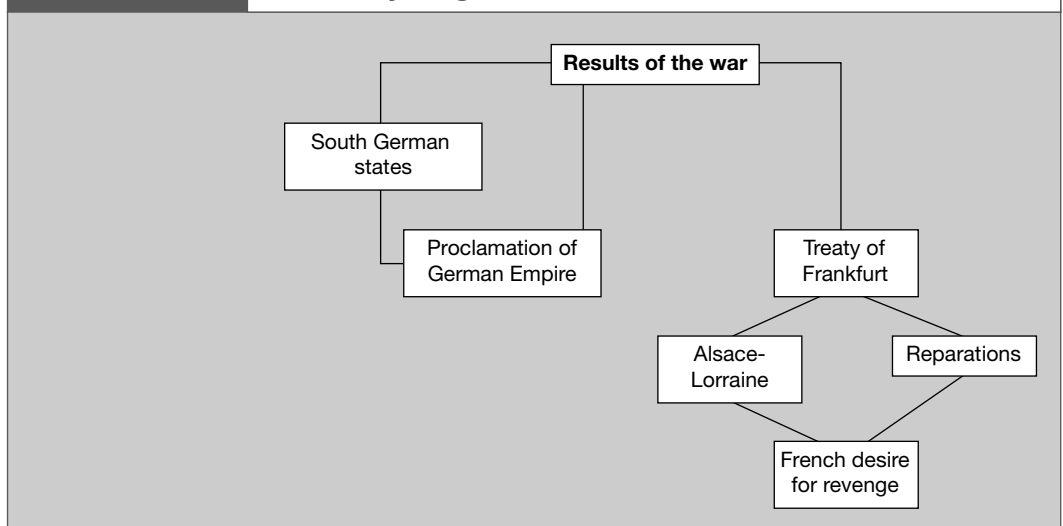 Results of the war
South German
states
Proclamation of
German Empire
Treaty of
Frankfurt
Alsace-
Lorraine
Reparations
French desire
for revenge